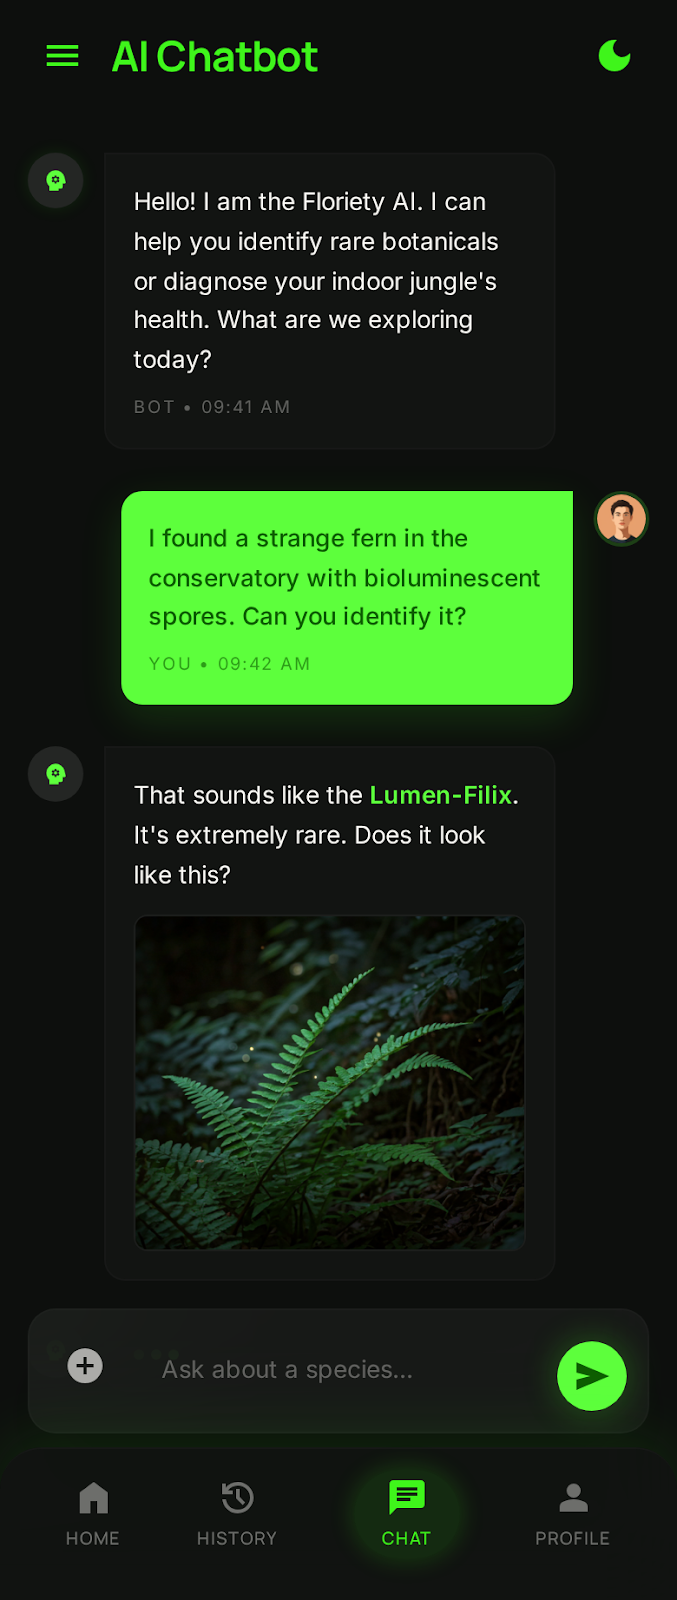 AI Chatbot
Hello! I am the Floriety AI. I can
help you identify rare botanicals
or diagnose your indoor jungle's
health. What are we exploring
today?
BOT • 09:41 AM
I found a strange fern in the
conservatory with bioluminescent
spores. Can you identify it?
YOU • 09:42 AM
That sounds like the Lumen-Filix.
It's extremely rare. Does it look
like this?
Ask about a species...
HOME
HISTORY
CHAT
PROFILE